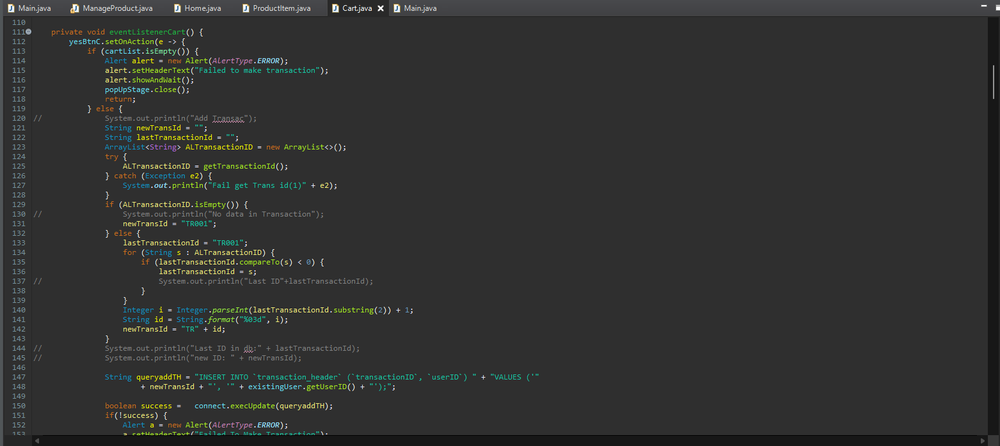 Main.java ManageProduct.java Home.java ProductItem.java Cart.java Main.java
110
111 private void eventListenerCart() {
112 yesBtnC.setOnAction(e -> {
113 if (cartList.isEmpty()) {
114 Alert alert = new Alert(AlertType.ERROR);
115 alert.setHeaderText("Failed to make transaction");
116 alert.showAndWait();
117 popUpStage.close();
118 return;
119 } else {
120 // System.out.println("Add Transac");
121 String newTransId = "";
122 String lastTransactionId = "";
123 ArrayList<String> ALTransactionID = new ArrayList<>();
124 try {
125 ALTransactionID = getTransactionId();
126 } catch (Exception e2) {
127 System.out.println("Fail get Trans id(1)" + e2);
128 }
129 if (ALTransactionID.isEmpty()) {
130 // System.out.println("No data in Transaction");
131 newTransId = "TR001";
132 } else {
133 lastTransactionId = "TR001";
134 for (String s : ALTransactionID) {
135 if (lastTransactionId.compareTo(s) < 0) {
136 lastTransactionId = s;
137 // System.out.println("Last ID"+lastTransactionId);
138 }
139 }
140 Integer i = Integer.parseInt(lastTransactionId.substring(2)) + 1;
141 String id = String.format("%03d", i);
142 newTransId = "TR" + id;
143 }
144 // System.out.println("Last ID in db:" + lastTransactionId);
145 // System.out.println("new ID: " + newTransId);
146
147 String queryaddTH = "INSERT INTO `transaction_header` (`transactionID`, `userID`) " + "VALUES ('"
148 + newTransId + "', '" + existingUser.getUserID() + "');";
149
150 boolean success = connect.execUpdate(queryaddTH);
151 if(!success) {
152 Alert a = new Alert(AlertType.ERROR);
153 a.setHeaderText("Failed To Make Transaction");